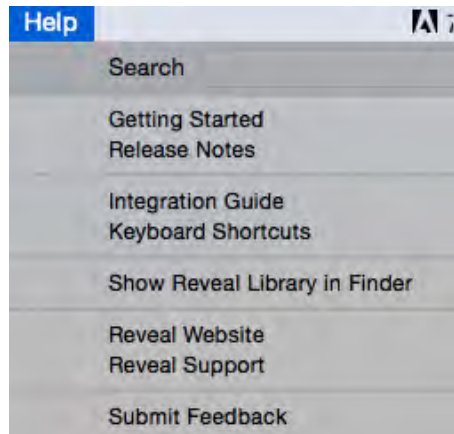 Help
Search
Getting Started
Release Notes
Integration Guide
Keyboard Shortcuts
Show Reveal Library in Finder
Reveal Website
Reveal Support
Submit Feedback